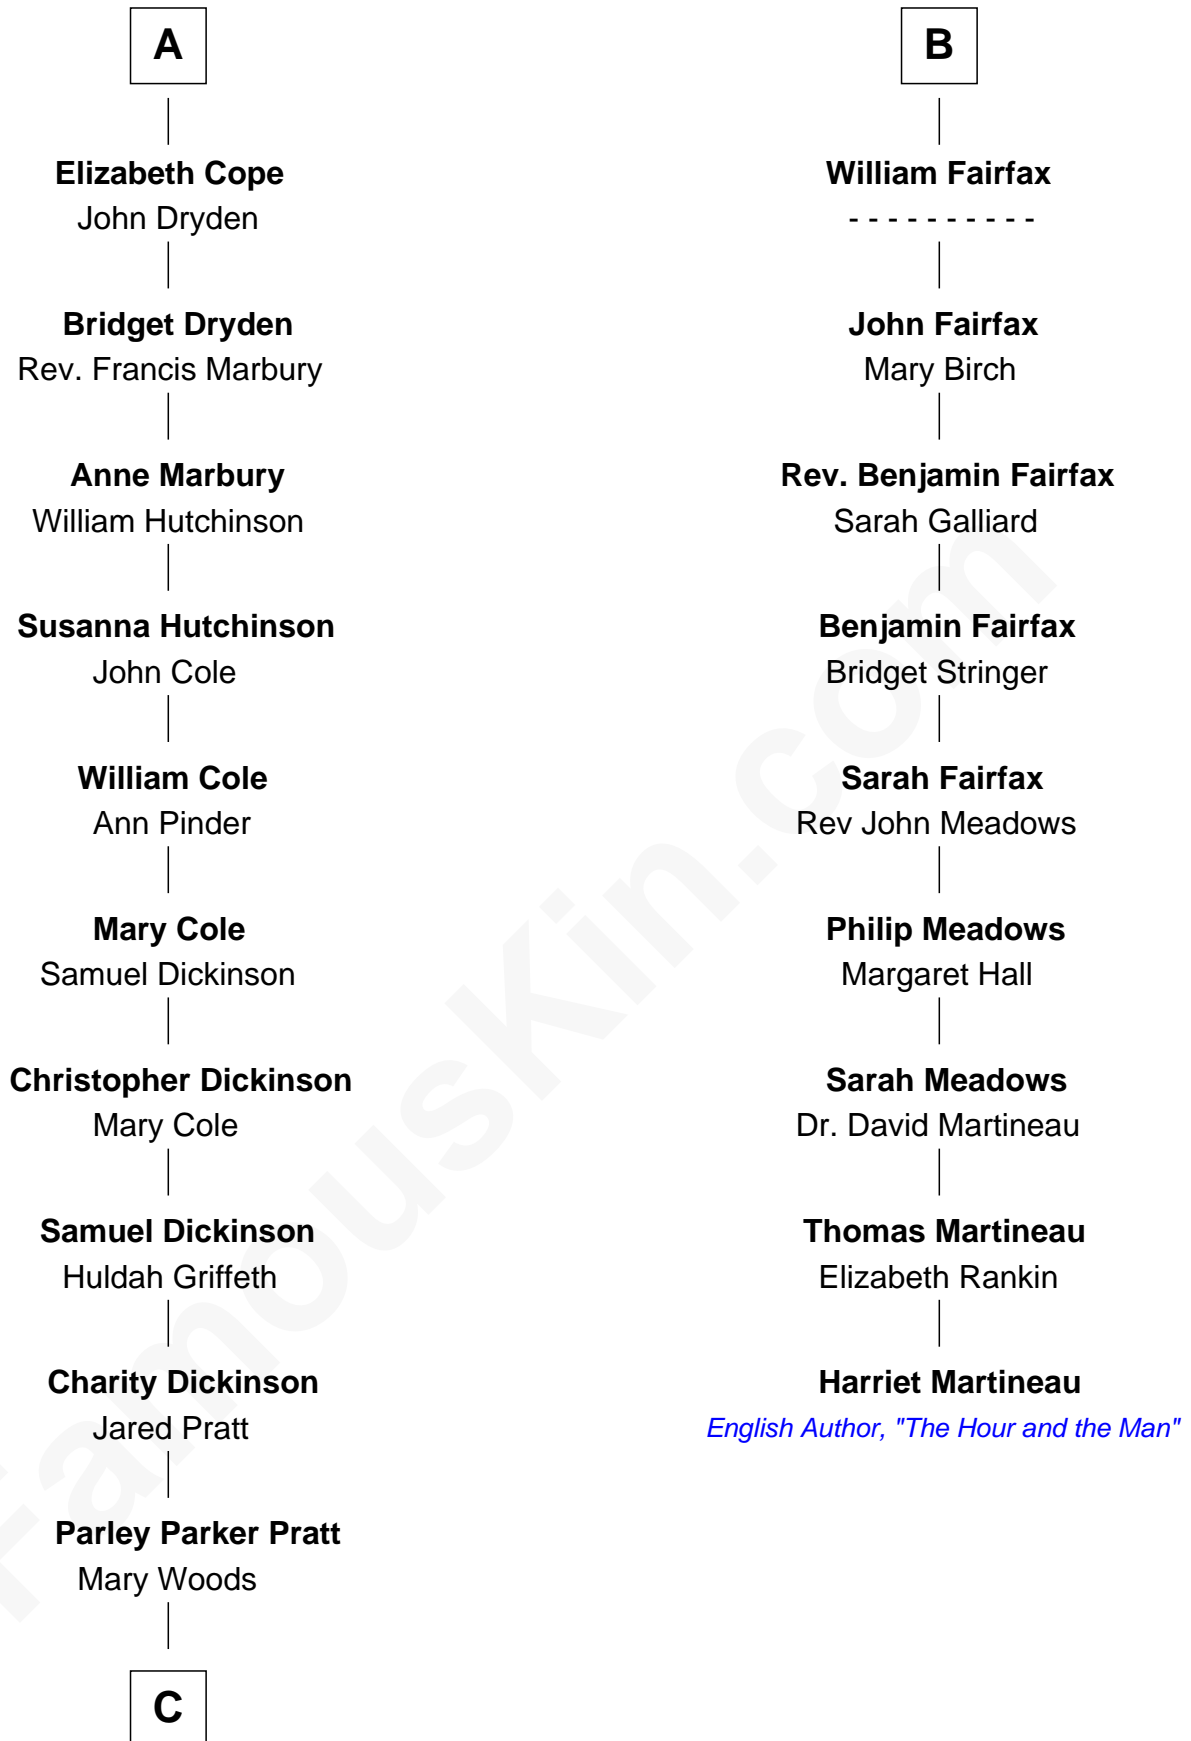 A
Elizabeth Cope
John Dryden
Bridget Dryden
Rev. Francis Marbury
Anne Marbury
William Hutchinson
Susanna Hutchinson
John Cole
William Cole
Ann Pinder
Mary Cole
Samuel Dickinson
Christopher Dickinson
Mary Cole
Samuel Dickinson
Huldah Griffeth
Charity Dickinson
Jared Pratt
Parley Parker Pratt
Mary Woods
C
B
William Fairfax
- - - - - - - - - -
John Fairfax
Mary Birch
Rev. Benjamin Fairfax
Sarah Galliard
Benjamin Fairfax
Bridget Stringer
Sarah Fairfax
Rev John Meadows
Philip Meadows
Margaret Hall
Sarah Meadows
Dr. David Martineau
Thomas Martineau
Elizabeth Rankin
Harriet Martineau
English Author, "The Hour and the Man"
FamousKin.com